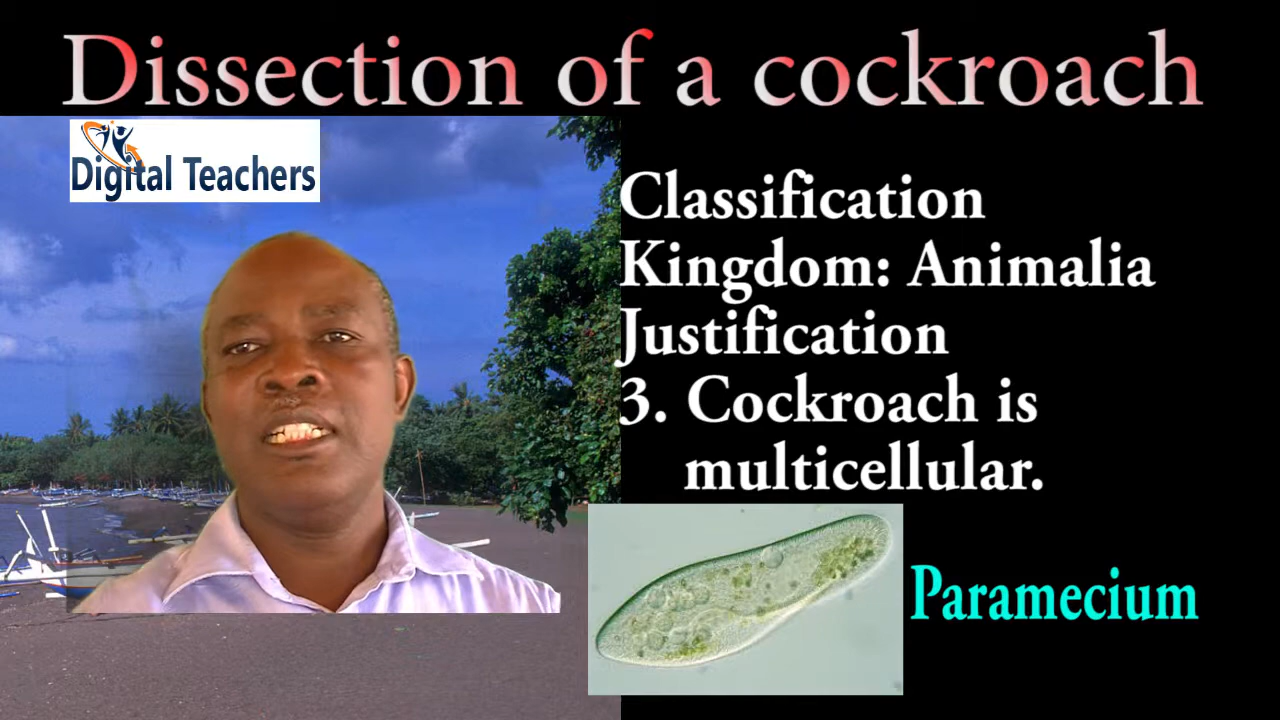 Dissection of a cockroach
Digital Teachers
Classification
Kingdom: Animalia
Justification
3. Cockroach is
multicellular.
Paramecium